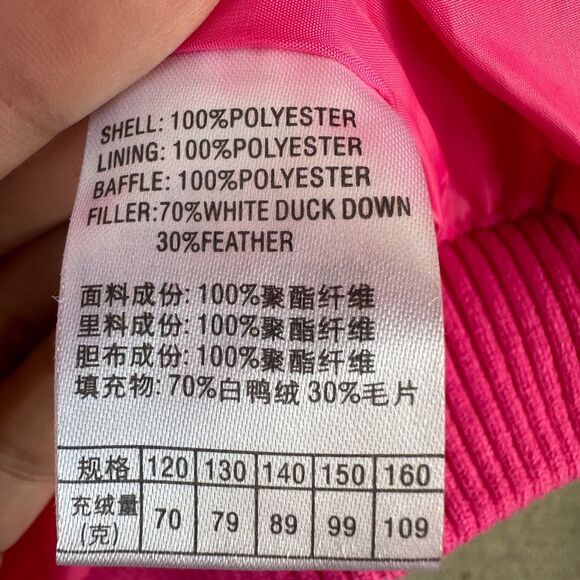 SHELL: 100%POLYESTER
LINING: 100%POLYESTER
BAFFLE: 100%POLYESTER
FILLER:70%WHITE DUCK DOWN
30%FEATHER
面料成份: 100%聚酯纤维
里料成份: 100%聚酯纤维
胆布成份: 100%聚酯纤维
填充物: 70%白鸭绒 30%毛片
规格 120 130 140 150 160
充绒量(克) 70 79 89 99 109